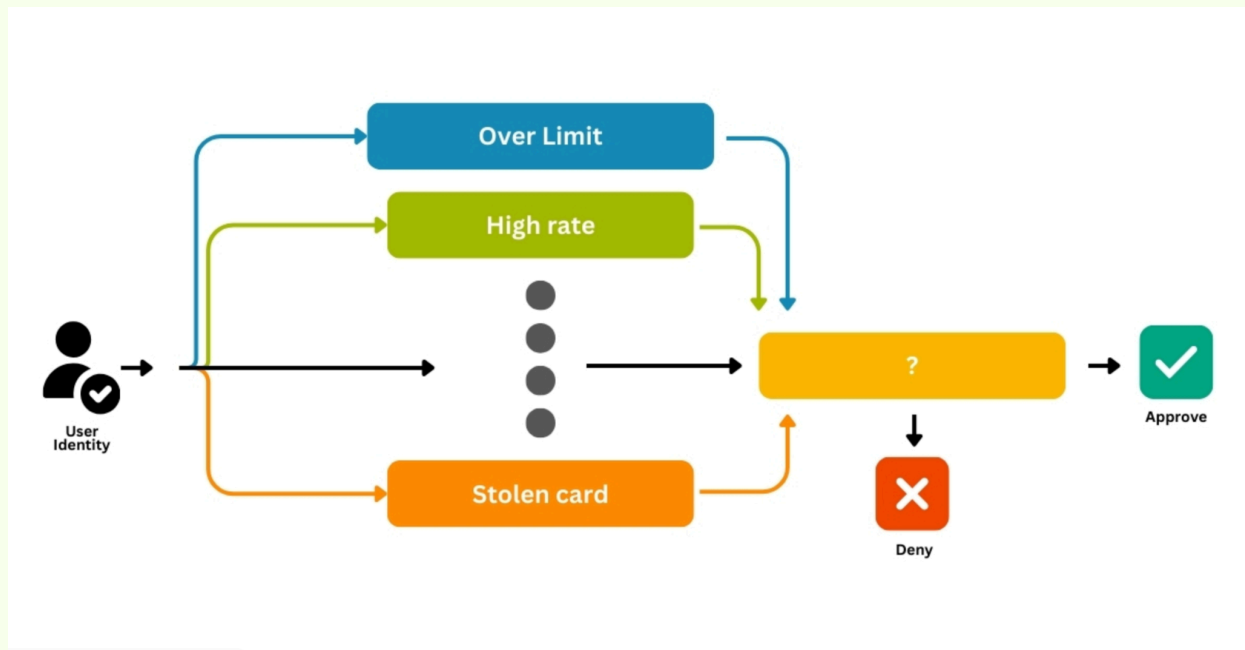 Over Limit
High rate
User
Identity
?
Approve
Stolen card
Deny